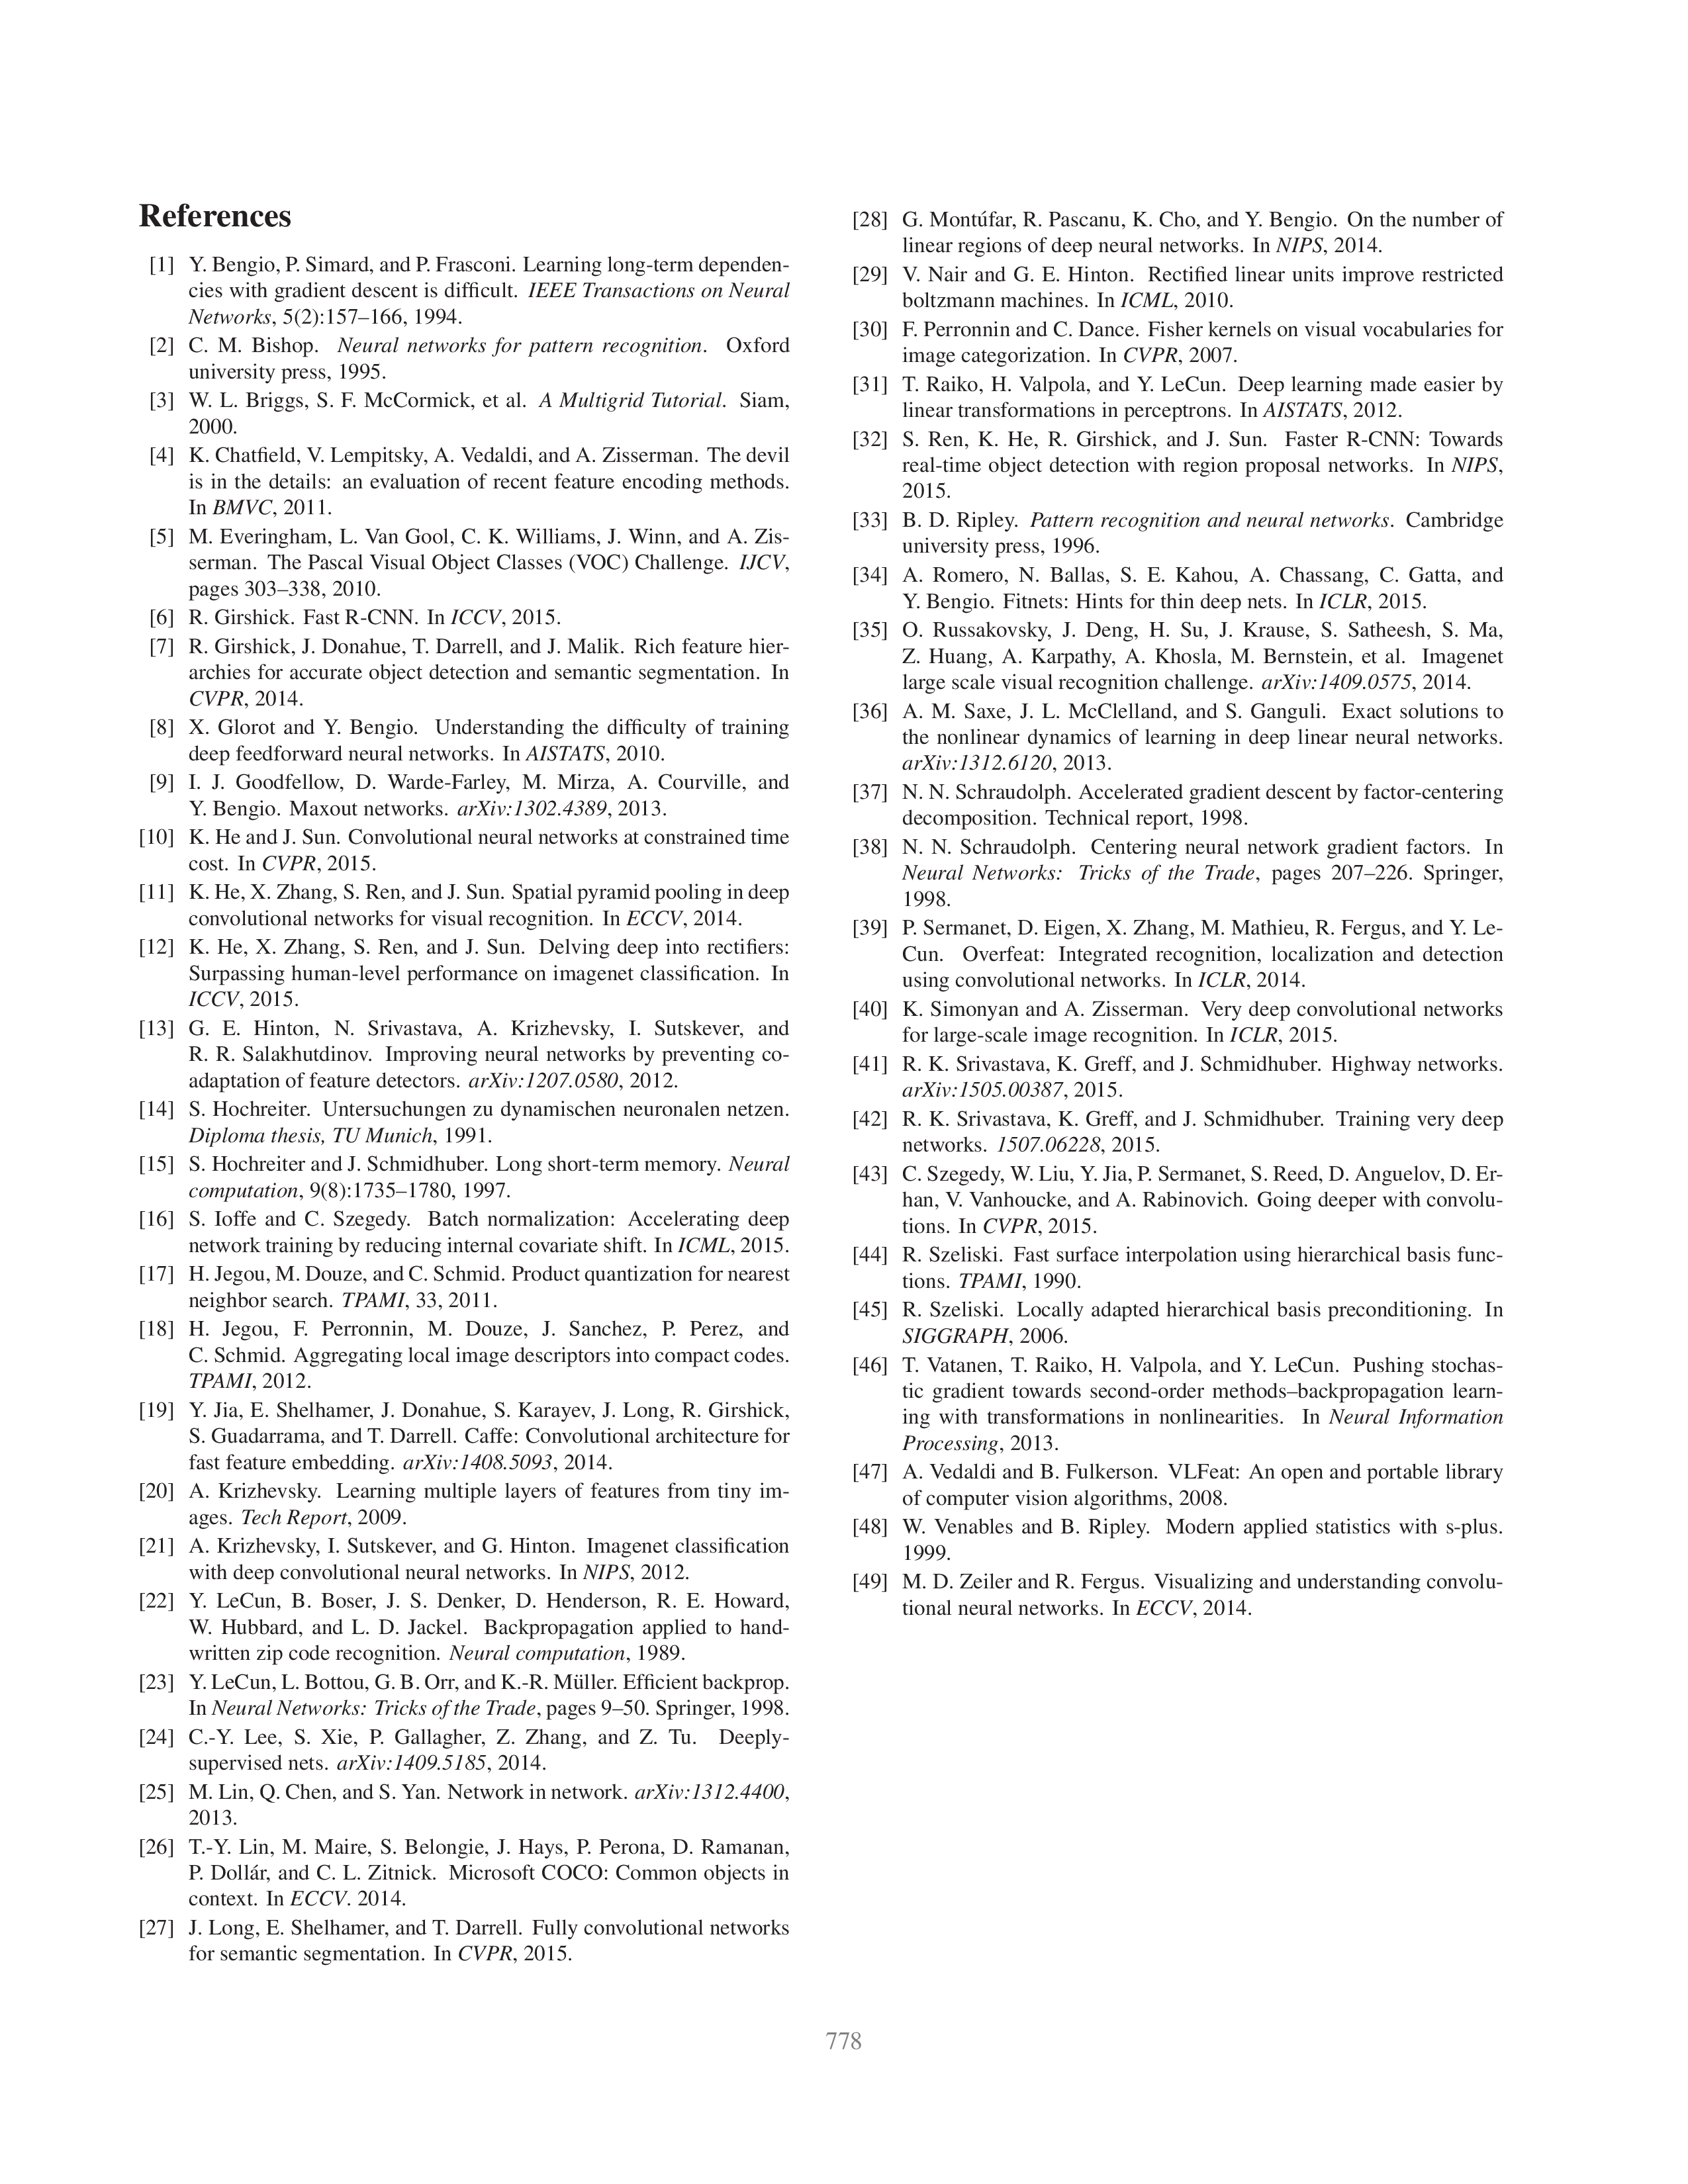 References
[1] Y. Bengio, P. Simard, and P. Frasconi. Learning long-term dependen-
cies with gradient descent is difficult. IEEE Transactions on Neural
Networks, 5(2):157–166, 1994.
[2] C. M. Bishop. Neural networks for pattern recognition. Oxford
university press, 1995.
[3] W. L. Briggs, S. F. McCormick, et al. A Multigrid Tutorial. Siam,
2000.
[4] K. Chatfield, V. Lempitsky, A. Vedaldi, and A. Zisserman. The devil
is in the details: an evaluation of recent feature encoding methods.
In BMVC, 2011.
[5] M. Everingham, L. Van Gool, C. K. Williams, J. Winn, and A. Zis-
serman. The Pascal Visual Object Classes (VOC) Challenge. IJCV,
pages 303–338, 2010.
[6] R. Girshick. Fast R-CNN. In ICCV, 2015.
[7] R. Girshick, J. Donahue, T. Darrell, and J. Malik. Rich feature hier-
archies for accurate object detection and semantic segmentation. In
CVPR, 2014.
[8] X. Glorot and Y. Bengio. Understanding the difficulty of training
deep feedforward neural networks. In AISTATS, 2010.
[9] I. J. Goodfellow, D. Warde-Farley, M. Mirza, A. Courville, and
Y. Bengio. Maxout networks. arXiv:1302.4389, 2013.
[10] K. He and J. Sun. Convolutional neural networks at constrained time
cost. In CVPR, 2015.
[11] K. He, X. Zhang, S. Ren, and J. Sun. Spatial pyramid pooling in deep
convolutional networks for visual recognition. In ECCV, 2014.
[12] K. He, X. Zhang, S. Ren, and J. Sun. Delving deep into rectifiers:
Surpassing human-level performance on imagenet classification. In
ICCV, 2015.
[13] G. E. Hinton, N. Srivastava, A. Krizhevsky, I. Sutskever, and
R. R. Salakhutdinov. Improving neural networks by preventing co-
adaptation of feature detectors. arXiv:1207.0580, 2012.
[14] S. Hochreiter. Untersuchungen zu dynamischen neuronalen netzen.
Diploma thesis, TU Munich, 1991.
[15] S. Hochreiter and J. Schmidhuber. Long short-term memory. Neural
computation, 9(8):1735–1780, 1997.
[16] S. Ioffe and C. Szegedy. Batch normalization: Accelerating deep
network training by reducing internal covariate shift. In ICML, 2015.
[17] H. Jegou, M. Douze, and C. Schmid. Product quantization for nearest
neighbor search. TPAMI, 33, 2011.
[18] H. Jegou, F. Perronnin, M. Douze, J. Sanchez, P. Perez, and
C. Schmid. Aggregating local image descriptors into compact codes.
TPAMI, 2012.
[19] Y. Jia, E. Shelhamer, J. Donahue, S. Karayev, J. Long, R. Girshick,
S. Guadarrama, and T. Darrell. Caffe: Convolutional architecture for
fast feature embedding. arXiv:1408.5093, 2014.
[20] A. Krizhevsky. Learning multiple layers of features from tiny im-
ages. Tech Report, 2009.
[21] A. Krizhevsky, I. Sutskever, and G. Hinton. Imagenet classification
with deep convolutional neural networks. In NIPS, 2012.
[22] Y. LeCun, B. Boser, J. S. Denker, D. Henderson, R. E. Howard,
W. Hubbard, and L. D. Jackel. Backpropagation applied to hand-
written zip code recognition. Neural computation, 1989.
[23] Y. LeCun, L. Bottou, G. B. Orr, and K.-R. Müller. Efficient backprop.
In Neural Networks: Tricks of the Trade, pages 9–50. Springer, 1998.
[24] C.-Y. Lee, S. Xie, P. Gallagher, Z. Zhang, and Z. Tu. Deeply-
supervised nets. arXiv:1409.5185, 2014.
[25] M. Lin, Q. Chen, and S. Yan. Network in network. arXiv:1312.4400,
2013.
[26] T.-Y. Lin, M. Maire, S. Belongie, J. Hays, P. Perona, D. Ramanan,
P. Dollár, and C. L. Zitnick. Microsoft COCO: Common objects in
context. In ECCV. 2014.
[27] J. Long, E. Shelhamer, and T. Darrell. Fully convolutional networks
for semantic segmentation. In CVPR, 2015.
[28] G. Montúfar, R. Pascanu, K. Cho, and Y. Bengio. On the number of
linear regions of deep neural networks. In NIPS, 2014.
[29] V. Nair and G. E. Hinton. Rectified linear units improve restricted
boltzmann machines. In ICML, 2010.
[30] F. Perronnin and C. Dance. Fisher kernels on visual vocabularies for
image categorization. In CVPR, 2007.
[31] T. Raiko, H. Valpola, and Y. LeCun. Deep learning made easier by
linear transformations in perceptrons. In AISTATS, 2012.
[32] S. Ren, K. He, R. Girshick, and J. Sun. Faster R-CNN: Towards
real-time object detection with region proposal networks. In NIPS,
2015.
[33] B. D. Ripley. Pattern recognition and neural networks. Cambridge
university press, 1996.
[34] A. Romero, N. Ballas, S. E. Kahou, A. Chassang, C. Gatta, and
Y. Bengio. Fitnets: Hints for thin deep nets. In ICLR, 2015.
[35] O. Russakovsky, J. Deng, H. Su, J. Krause, S. Satheesh, S. Ma,
Z. Huang, A. Karpathy, A. Khosla, M. Bernstein, et al. Imagenet
large scale visual recognition challenge. arXiv:1409.0575, 2014.
[36] A. M. Saxe, J. L. McClelland, and S. Ganguli. Exact solutions to
the nonlinear dynamics of learning in deep linear neural networks.
arXiv:1312.6120, 2013.
[37] N. N. Schraudolph. Accelerated gradient descent by factor-centering
decomposition. Technical report, 1998.
[38] N. N. Schraudolph. Centering neural network gradient factors. In
Neural Networks: Tricks of the Trade, pages 207–226. Springer,
1998.
[39] P. Sermanet, D. Eigen, X. Zhang, M. Mathieu, R. Fergus, and Y. Le-
Cun. Overfeat: Integrated recognition, localization and detection
using convolutional networks. In ICLR, 2014.
[40] K. Simonyan and A. Zisserman. Very deep convolutional networks
for large-scale image recognition. In ICLR, 2015.
[41] R. K. Srivastava, K. Greff, and J. Schmidhuber. Highway networks.
arXiv:1505.00387, 2015.
[42] R. K. Srivastava, K. Greff, and J. Schmidhuber. Training very deep
networks. 1507.06228, 2015.
[43] C. Szegedy, W. Liu, Y. Jia, P. Sermanet, S. Reed, D. Anguelov, D. Er-
han, V. Vanhoucke, and A. Rabinovich. Going deeper with convolu-
tions. In CVPR, 2015.
[44] R. Szeliski. Fast surface interpolation using hierarchical basis func-
tions. TPAMI, 1990.
[45] R. Szeliski. Locally adapted hierarchical basis preconditioning. In
SIGGRAPH, 2006.
[46] T. Vatanen, T. Raiko, H. Valpola, and Y. LeCun. Pushing stochas-
tic gradient towards second-order methods–backpropagation learn-
ing with transformations in nonlinearities. In Neural Information
Processing, 2013.
[47] A. Vedaldi and B. Fulkerson. VLFeat: An open and portable library
of computer vision algorithms, 2008.
[48] W. Venables and B. Ripley. Modern applied statistics with s-plus.
1999.
[49] M. D. Zeiler and R. Fergus. Visualizing and understanding convolu-
tional neural networks. In ECCV, 2014.
778